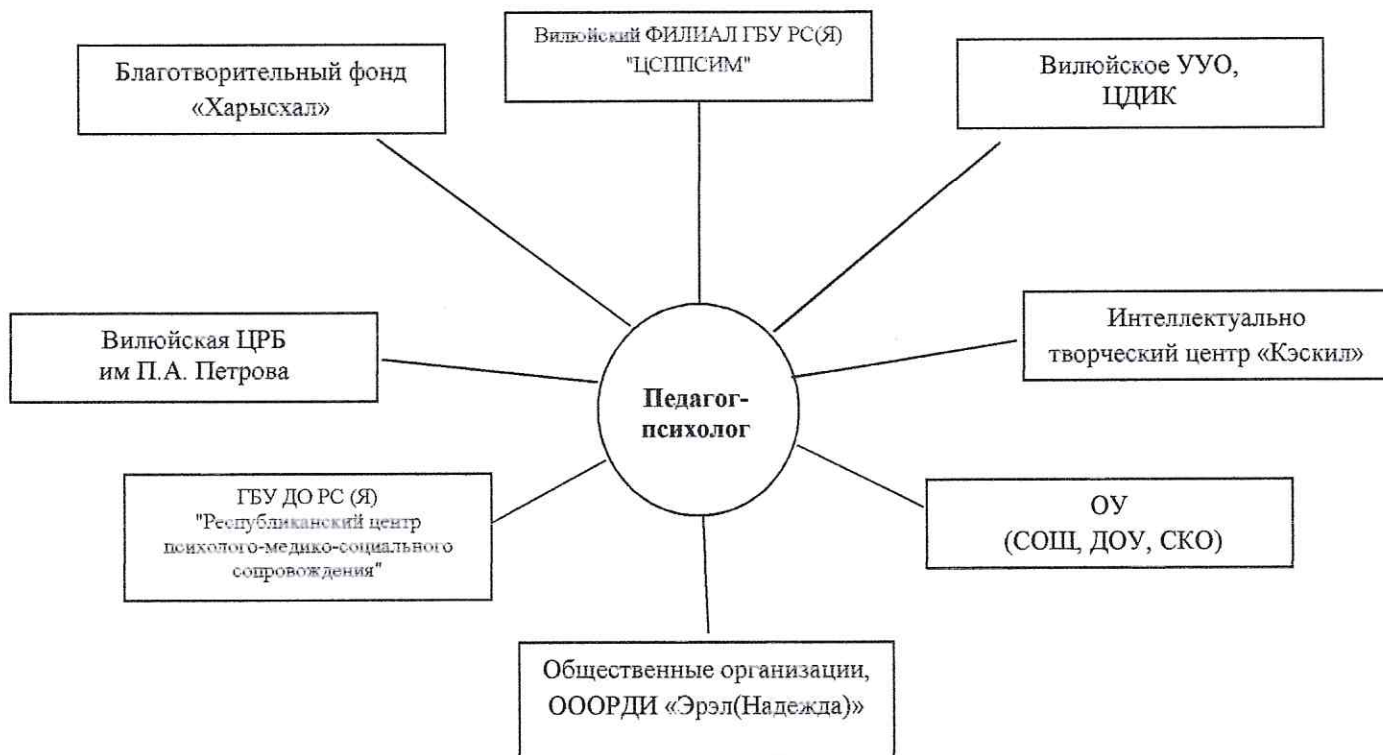 Вилюйский ФИЛИАЛ ГБУ РС(Я)
"ЦСППСИМ"
Благотворительный фонд
«Харысхал»
Вилюйское УУО,
ЦДИК
Вилюйская ЦРБ
им П.А. Петрова
Интеллектуально
творческий центр «Кэскил»
Педагог-
психолог
ГБУ ДО РС (Я)
"Республиканский центр
психолого-медико-социального
сопровождения"
ОУ
(СОШ, ДОУ, СКО)
Общественные организации,
ОООРДИ «Эрэл(Надежда)»